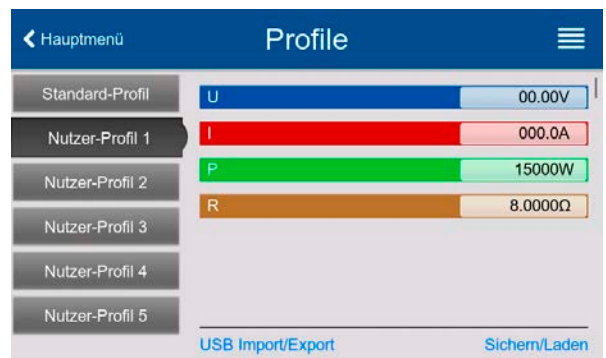 Hauptmenü
Profile
Standard-Profil
Nutzer-Profil 1
Nutzer-Profil 2
Nutzer-Profil 3
Nutzer-Profil 4
Nutzer-Profil 5
U 00.00V
I 000.0A
P 15000W
R 8.0000Ω
USB Import/Export
Sichern/Laden